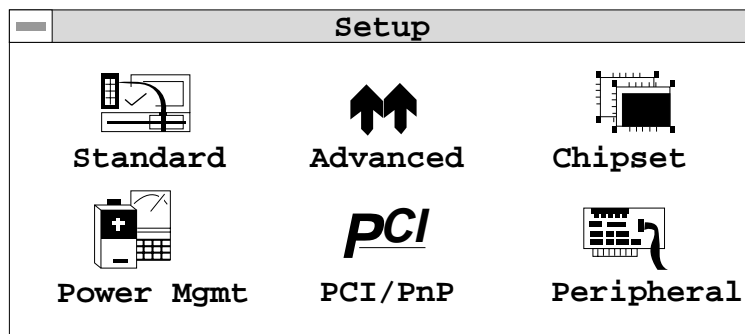 Setup
Standard Advanced Chipset
PCI
Power Mgmt PCI/PnP Peripheral